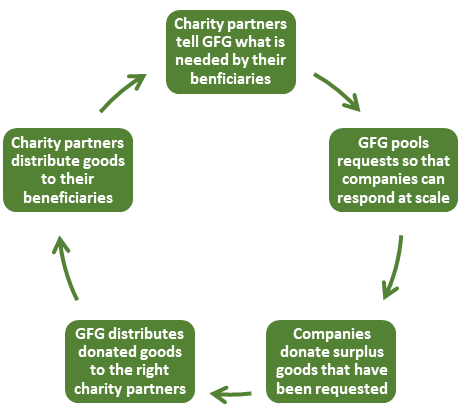 Charity partners
tell GFG what is
needed by their
benficiaries
GFG pools
requests so that
companies can
respond at scale
Companies
donate surplus
goods that have
been requested
GFG distributes
donated goods
to the right
charity partners
Charity partners
distribute goods
to their
beneficiaries